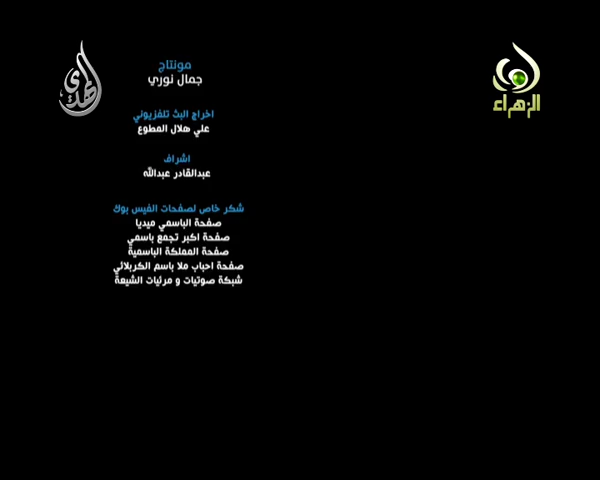 مونتاج
جمال نوري
اخراج البث تلفزيوني
علي هلال المطوع
اشراف
عبدالقادر عبدالله
شكر خاص لصفحات الفيس بوك
صفحة الباسمي ميديا
صفحة اكبر تجمع باسمي
صفحة المملكة الباسمية
صفحة احباب ملا باسم الكربلائي
شبكة صوتيات و مرئيات الشيعة
الزهراء
الهدى